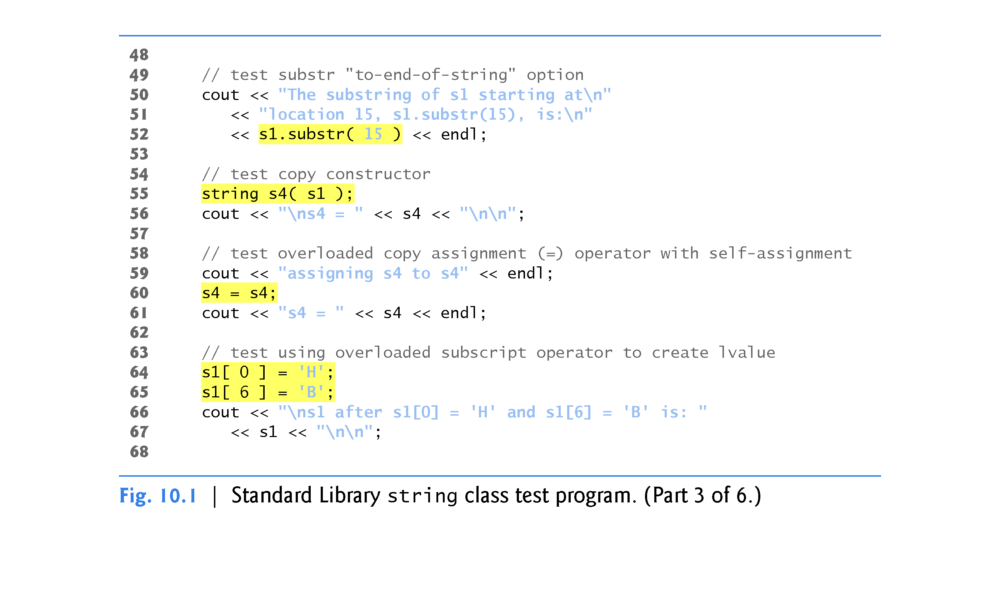 48
49 // test substr "to-end-of-string" option
50 cout << "The substring of s1 starting at\n"
51 << "location 15, s1.substr(15), is:\n"
52 << s1.substr( 15 ) << endl;
53
54 // test copy constructor
55 string s4( s1 );
56 cout << "\ns4 = " << s4 << "\n\n";
57
58 // test overloaded copy assignment (=) operator with self-assignment
59 cout << "assigning s4 to s4" << endl;
60 s4 = s4;
61 cout << "s4 = " << s4 << endl;
62
63 // test using overloaded subscript operator to create lvalue
64 s1[ 0 ] = 'H';
65 s1[ 6 ] = 'B';
66 cout << "\ns1 after s1[0] = 'H' and s1[6] = 'B' is: "
67 << s1 << "\n\n";
68
Fig. 10.1 | Standard Library string class test program. (Part 3 of 6.)